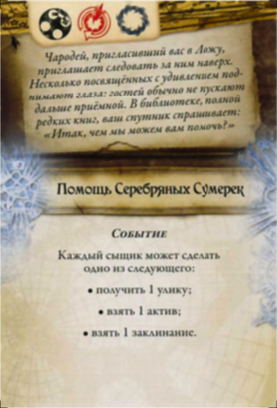 Чародей, пригласивший вас в Ложу,
приглашает следовать за ним наверх.
Несколько посвящённых с удивлением под-
нимают глаза: гостей обычно не пускают
дальше приёмной. В библиотеке, полной
редких книг, ваш спутник спрашивает:
«Итак, чем мы можем вам помочь?»
Помощь Серебряных Сумерек
Событие
Каждый сыщик может сделать
одно из следующего:
• получить 1 улику;
• взять 1 актив;
• взять 1 заклинание.